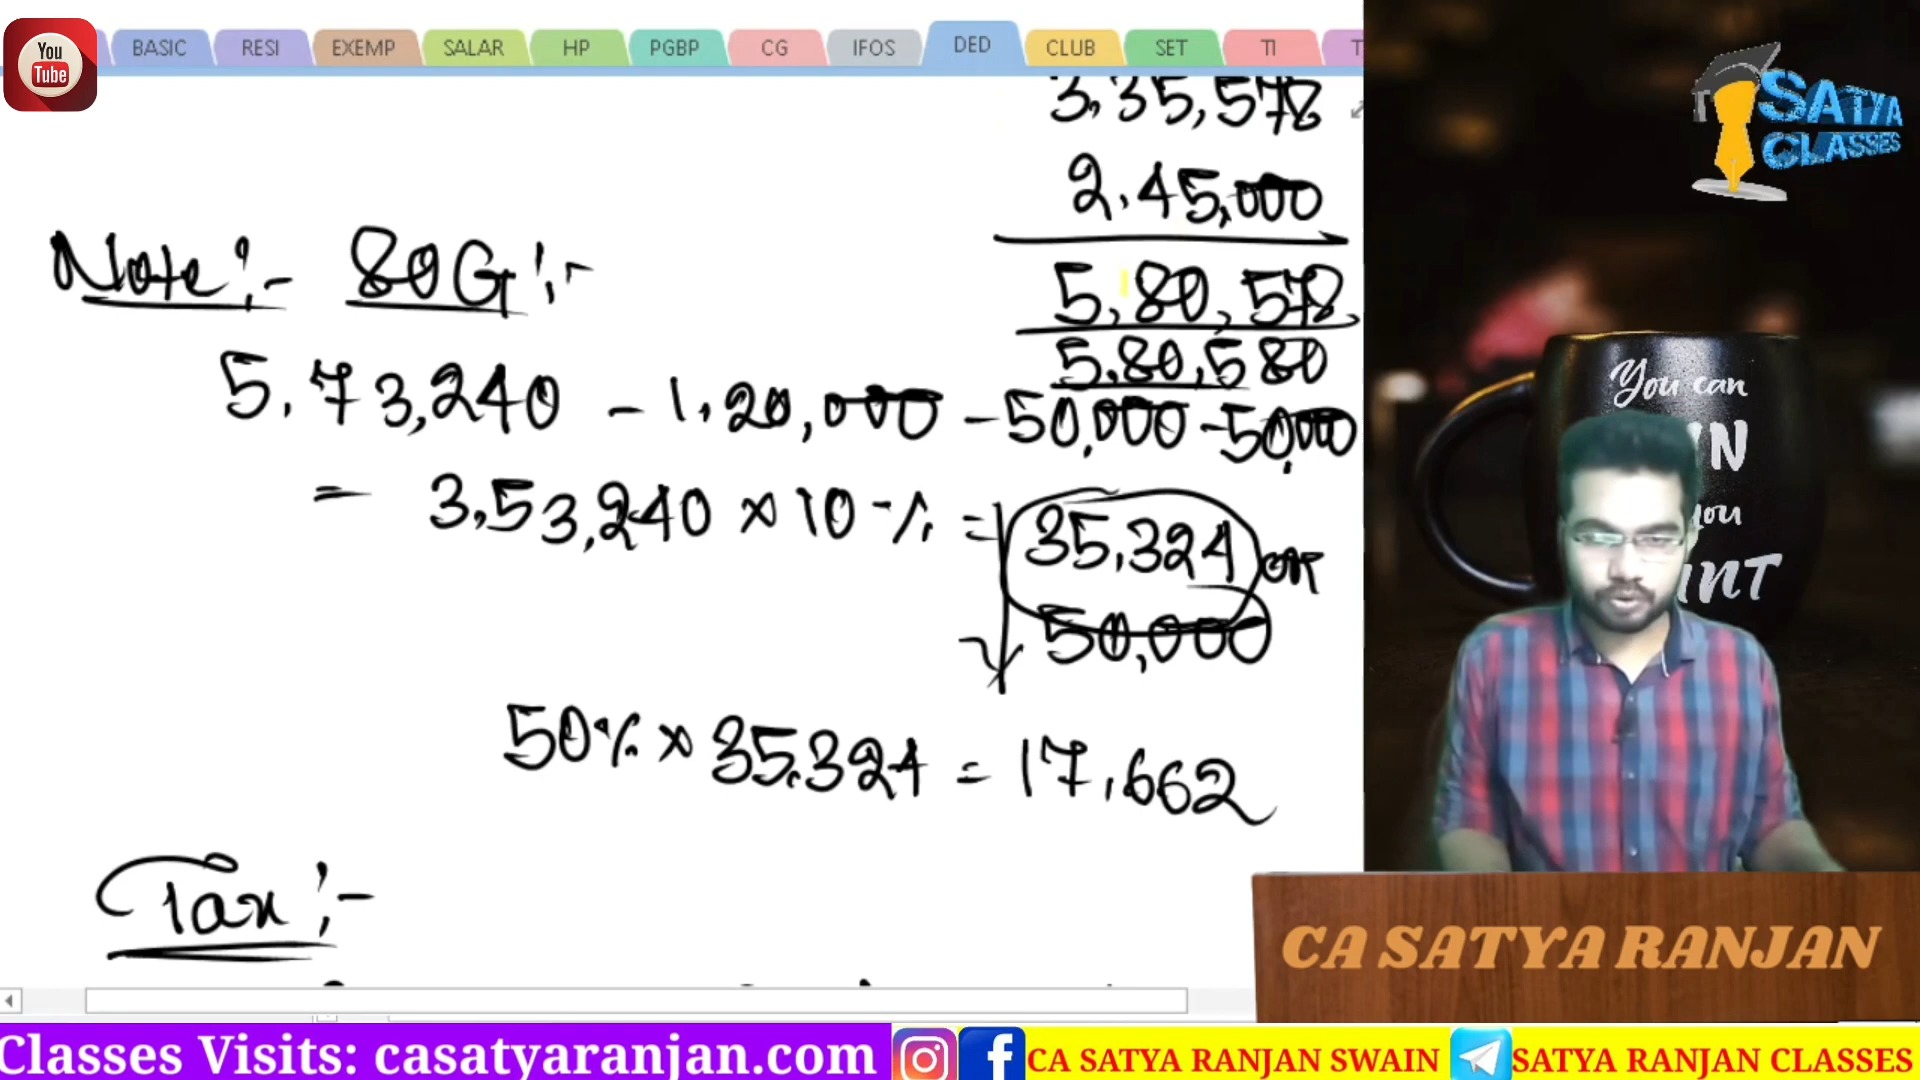 You
Tube
BASIC RESI EXEMP SALAR HP PGBP CG IFOS DED CLUB SET TI T
SATYA
CLASSES
3,35,578
2,45,000
5,80,578
5,80,580
Note:- 80G:-
5,73,240 - 1,20,000 - 50,000 - 50,000
= 3,53,240 × 10% = 35,324 or
50,000
50% × 35,324 = 17,662
Tax:-
You can
you
CA SATYA RANJAN
Classes Visits: casatyaranjan.com
CA SATYA RANJAN SWAIN
SATYA RANJAN CLASSES